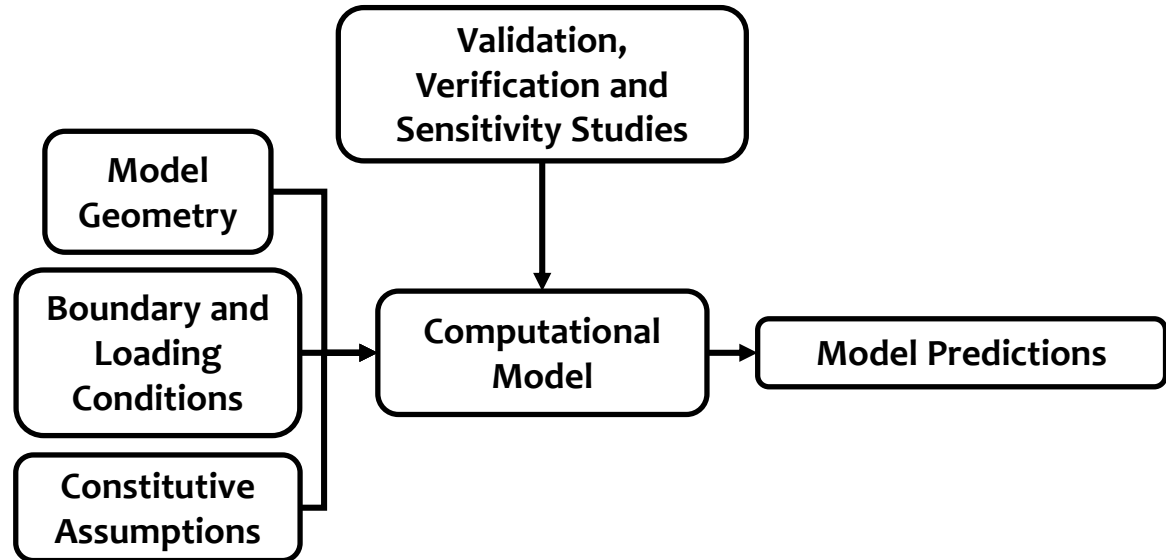 Validation,
Verification and
Sensitivity Studies
Model
Geometry
Boundary and
Loading
Conditions
Constitutive
Assumptions
Computational
Model
Model Predictions